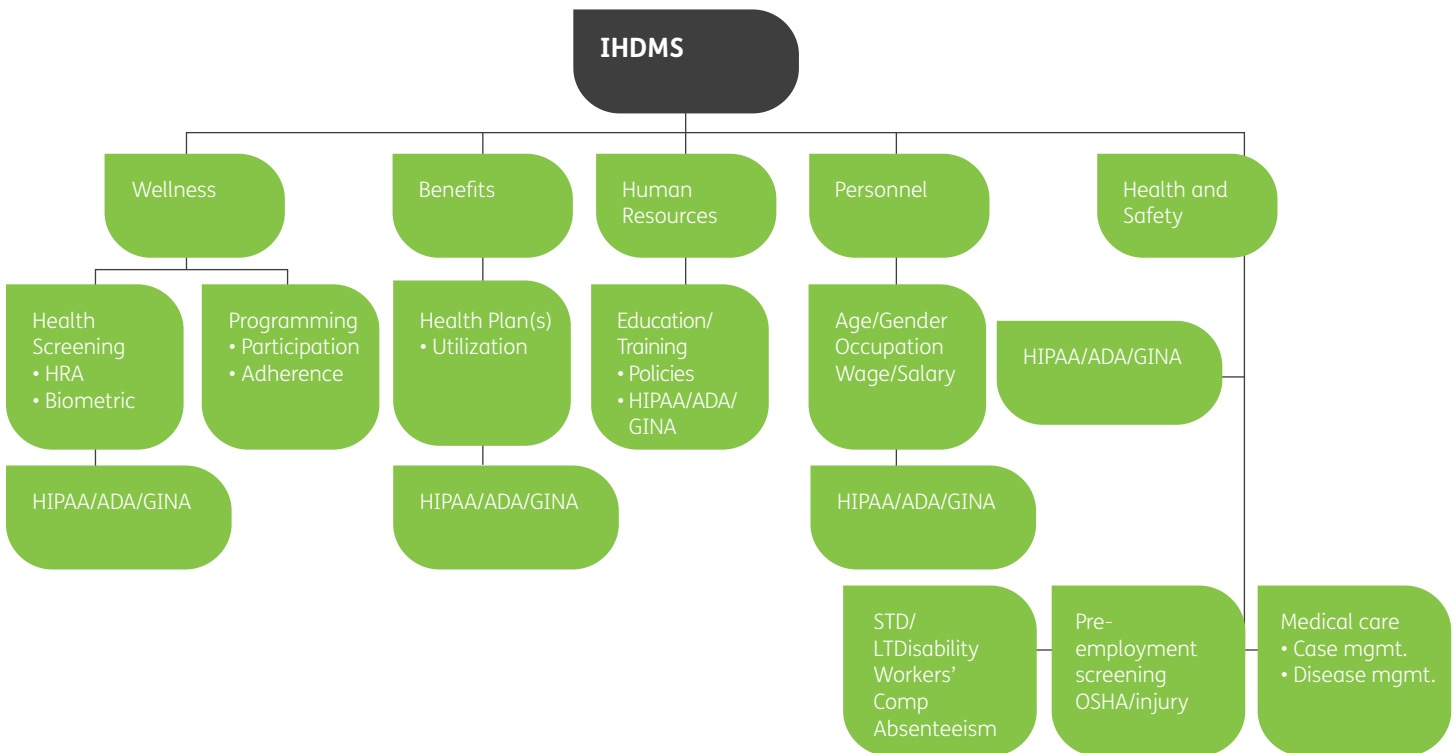 IHDMS
Wellness
Benefits
Human
Resources
Personnel
Health and
Safety
Health
Screening
• HRA
• Biometric
Programming
• Participation
• Adherence
Health Plan(s)
• Utilization
Education/
Training
• Policies
• HIPAA/ADA/
GINA
Age/Gender
Occupation
Wage/Salary
HIPAA/ADA/GINA
HIPAA/ADA/GINA
HIPAA/ADA/GINA
HIPAA/ADA/GINA
STD/
LTDisability
Workers’
Comp
Absenteeism
Pre-
employment
screening
OSHA/injury
Medical care
• Case mgmt.
• Disease mgmt.